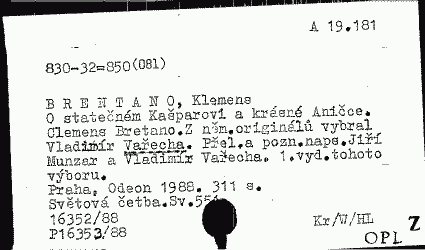 A 19.181
830-32=850(081)
B R E N T A N O, Klemens
O statečném Kašparovi a krásné Aničce.
Clemens Bretano.Z něm.originálů vybral
Vladimír Vařecha. Přel.a pozn.naps.Jiří
Munzar a Vladimír Vařecha. 1.vyd.tohoto
výboru.
Praha, Odeon 1988. 311 s.
Světová četba.Sv.551
16352/88
P16353/88
Kr/W/HL
OPL Z